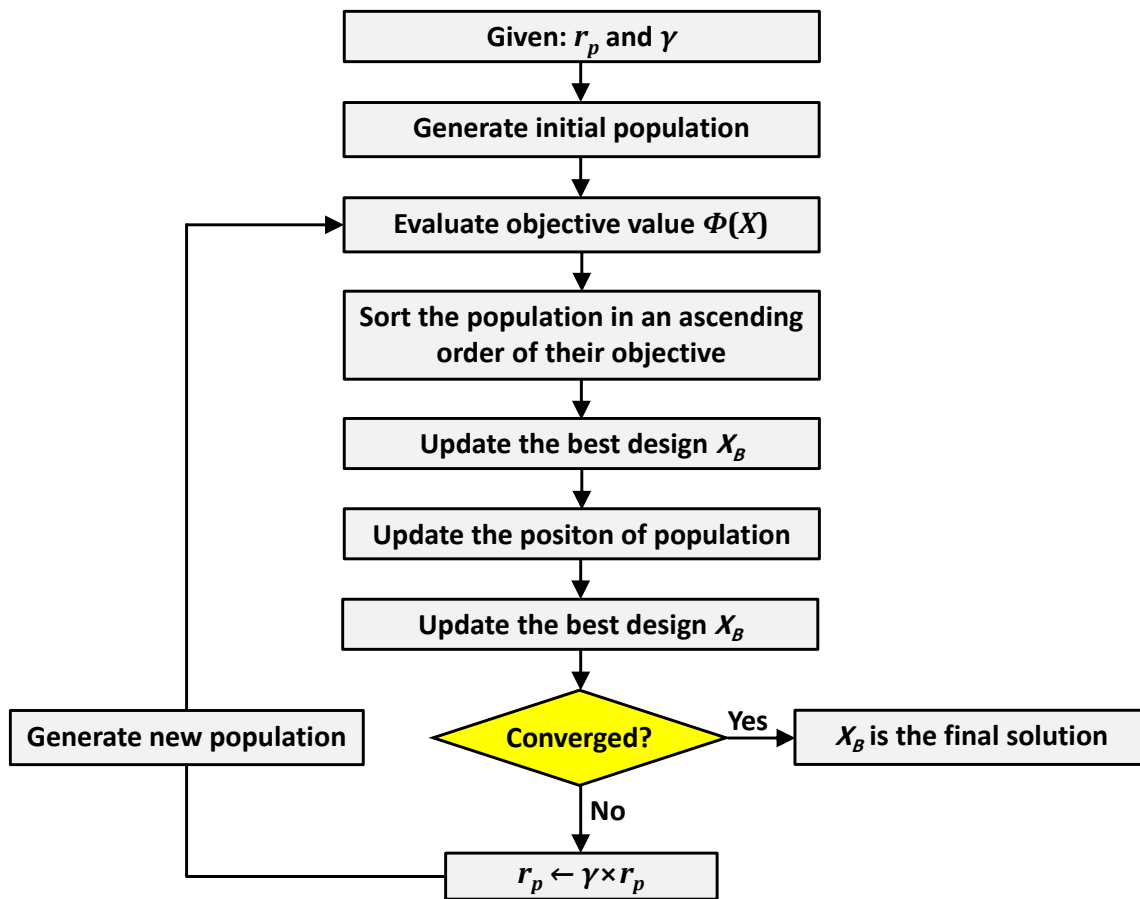 Given: r_p and γ
Generate initial population
Evaluate objective value Φ(X)
Sort the population in an ascending
order of their objective
Update the best design X_B
Update the positon of population
Update the best design X_B
Converged?
Yes
X_B is the final solution
Generate new population
No
r_p ← γ×r_p